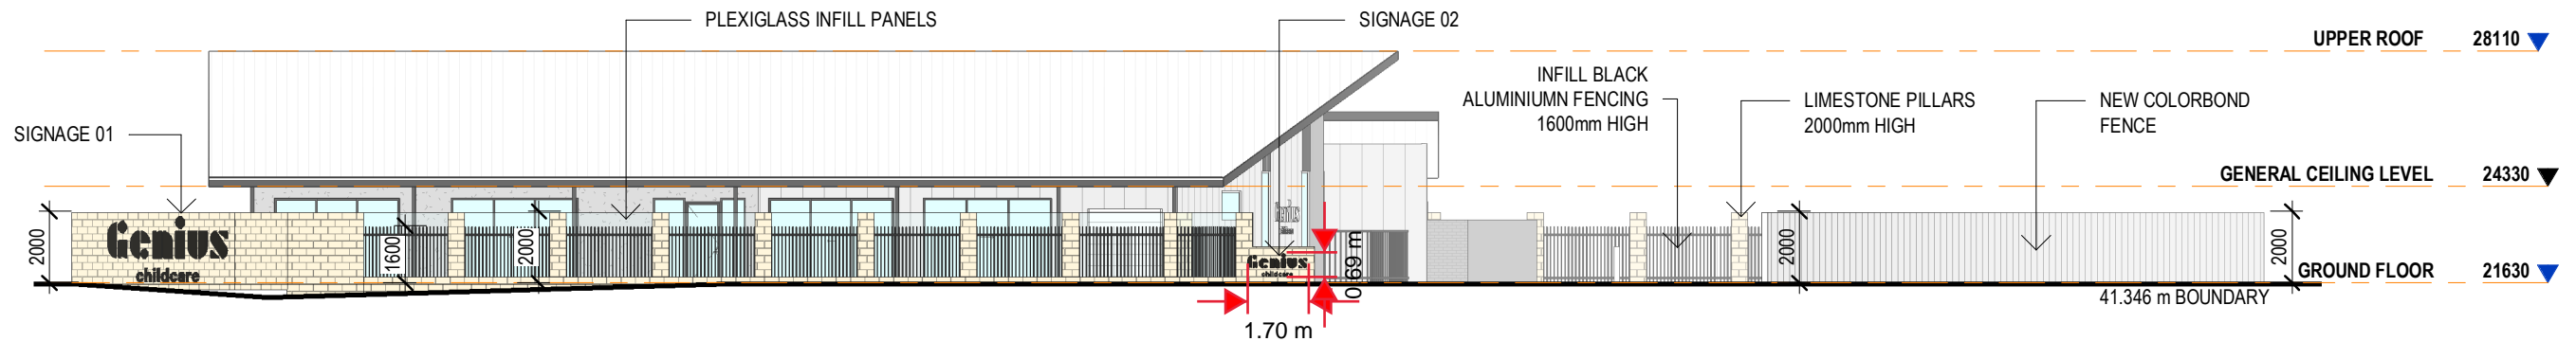 PLEXIGLASS INFILL PANELS
SIGNAGE 02
UPPER ROOF 28110
INFILL BLACK
ALUMINIUMN FENCING
1600mm HIGH
LIMESTONE PILLARS
2000mm HIGH
NEW COLORBOND
FENCE
SIGNAGE 01
GENERAL CEILING LEVEL 24330
2000
Genius
childcare
1600
2000
Genius
Genius
childcare
0.69 m
1.70 m
2000
2000
GROUND FLOOR 21630
41.346 m BOUNDARY